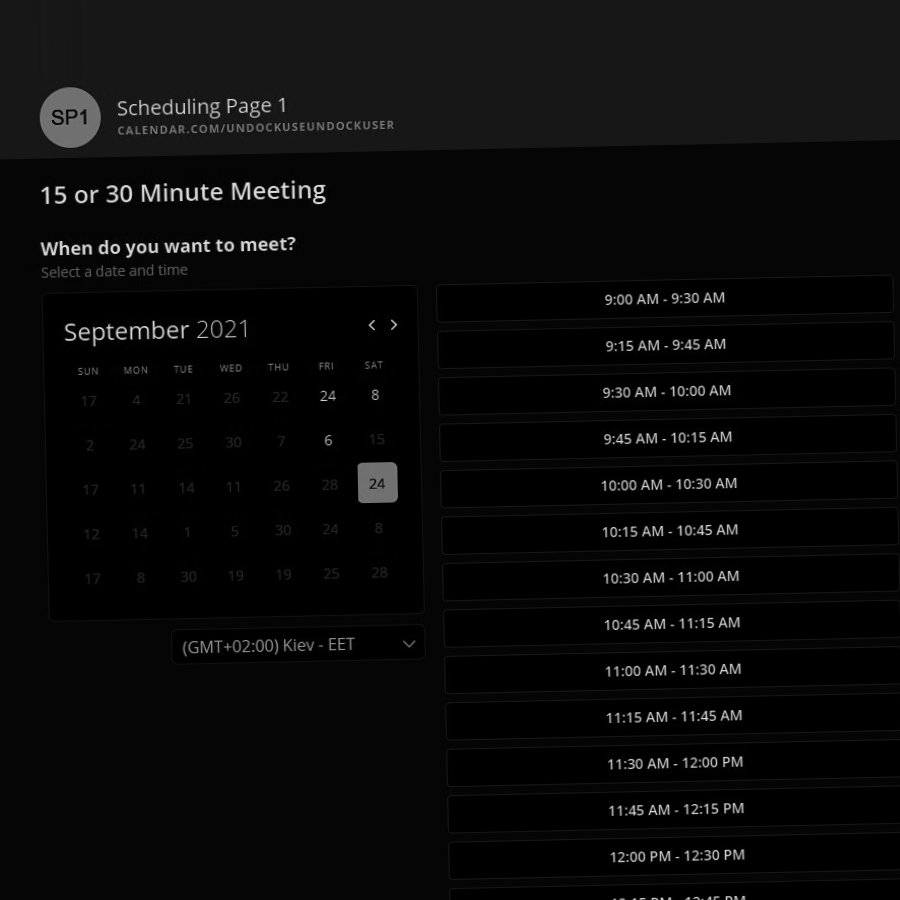 SP1
Scheduling Page 1
CALENDAR.COM/UNDOCKUSEUNDOCKUSER
15 or 30 Minute Meeting
When do you want to meet?
Select a date and time
September 2021
SUN MON TUE WED THU FRI SAT
17 4 21 26 22 24 8
2 24 25 30 7 6 15
17 11 14 11 26 28 24
12 14 1 5 30 24 8
17 8 30 19 19 25 28
(GMT+02:00) Kiev - EET
9:00 AM - 9:30 AM
9:15 AM - 9:45 AM
9:30 AM - 10:00 AM
9:45 AM - 10:15 AM
10:00 AM - 10:30 AM
10:15 AM - 10:45 AM
10:30 AM - 11:00 AM
10:45 AM - 11:15 AM
11:00 AM - 11:30 AM
11:15 AM - 11:45 AM
11:30 AM - 12:00 PM
11:45 AM - 12:15 PM
12:00 PM - 12:30 PM
12:15 PM - 12:45 PM